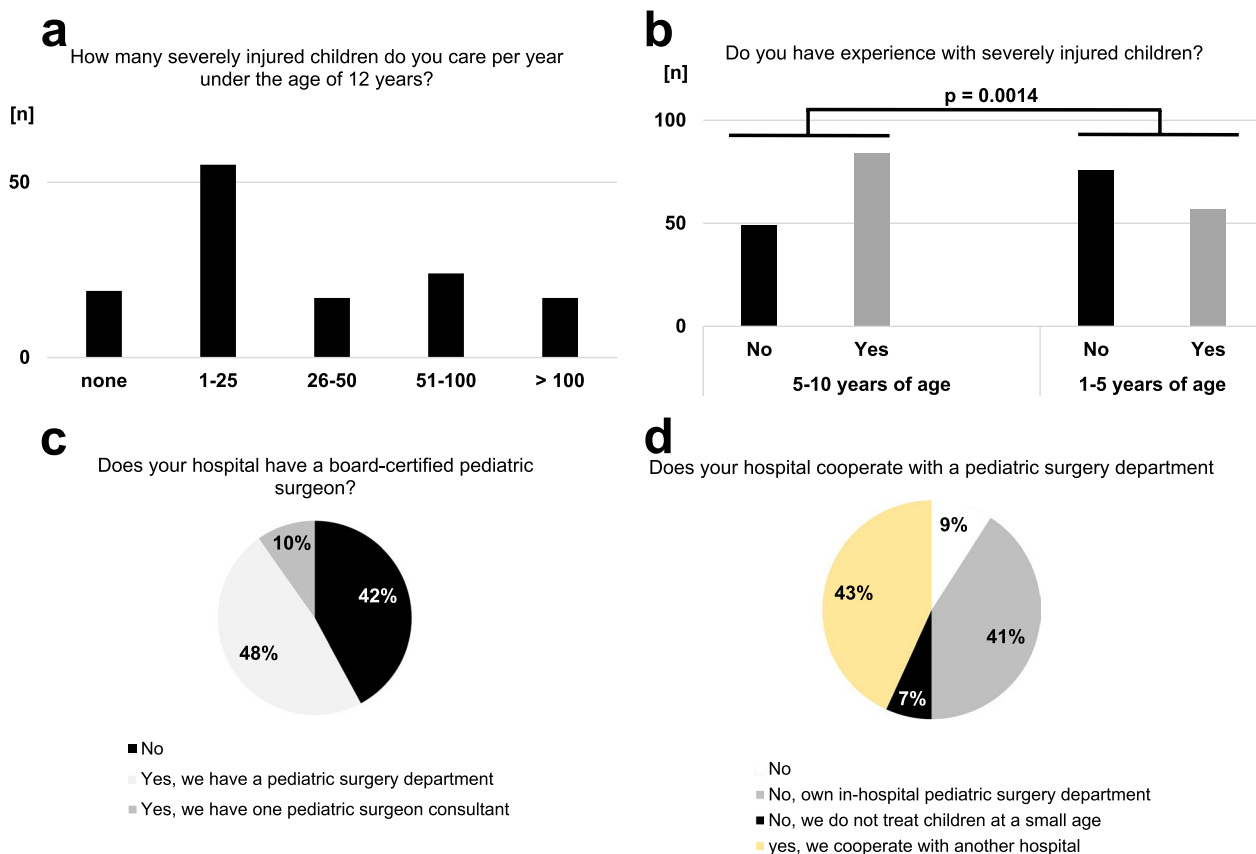 a
How many severely injured children do you care per year
under the age of 12 years?
[n]
50
0
none 1-25 26-50 51-100 > 100
b
Do you have experience with severely injured children?
[n]
p = 0.0014
100
50
0
No Yes No Yes
5-10 years of age 1-5 years of age
c
Does your hospital have a board-certified pediatric
surgeon?
10%
42%
48%
No
Yes, we have a pediatric surgery department
Yes, we have one pediatric surgeon consultant
d
Does your hospital cooperate with a pediatric surgery department
9%
43%
41%
7%
No
No, own in-hospital pediatric surgery department
No, we do not treat children at a small age
yes, we cooperate with another hospital